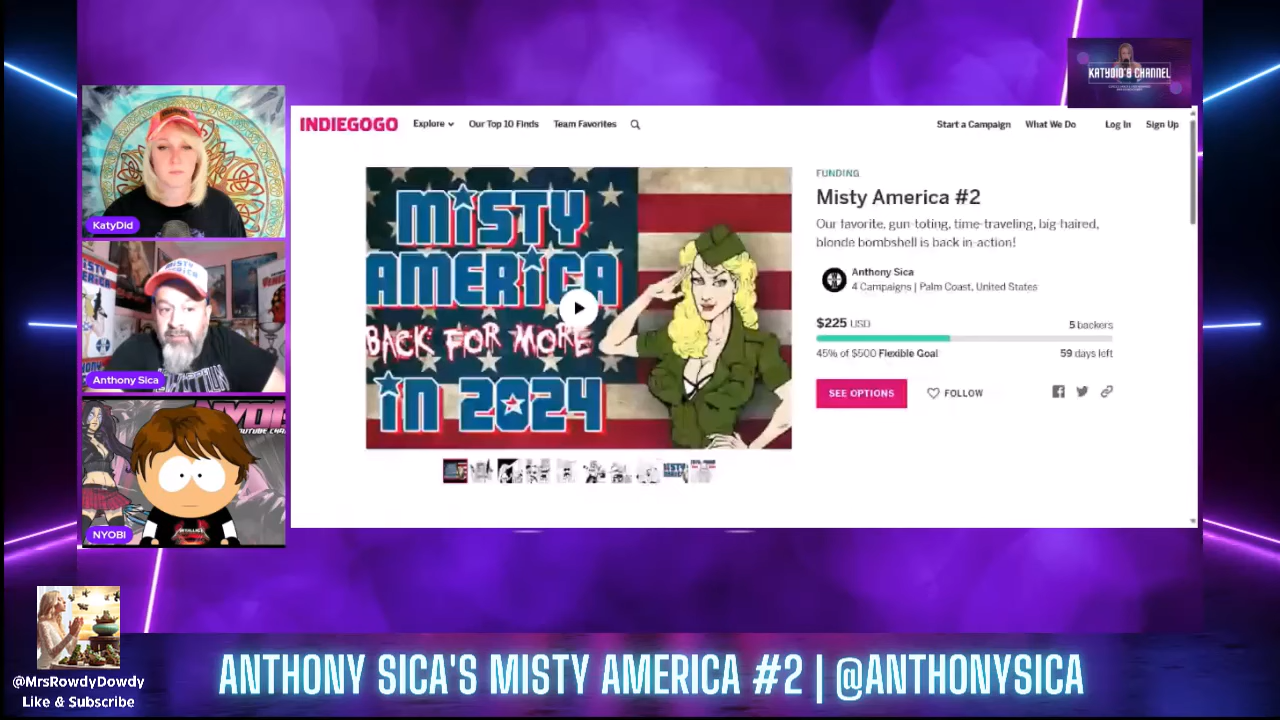 KATYDID'S CHANNEL
INDIEGOGO
Explore
Our Top 10 Finds
Team Favorites
Start a Campaign
What We Do
Log In
Sign Up
KatyDid
Anthony Sica
NYOBI
MISTY
AMERICA
BACK FOR MORE
IN 2024
FUNDING
Misty America #2
Our favorite, gun-toting, time-traveling, big-haired,
blonde bombshell is back in-action!
Anthony Sica
4 Campaigns | Palm Coast, United States
$225 USD
5 backers
45% of $500 Flexible Goal
59 days left
SEE OPTIONS
FOLLOW
@MrsRowdyDowdy
Like & Subscribe
ANTHONY SICA'S MISTY AMERICA #2 | @ANTHONYSICA